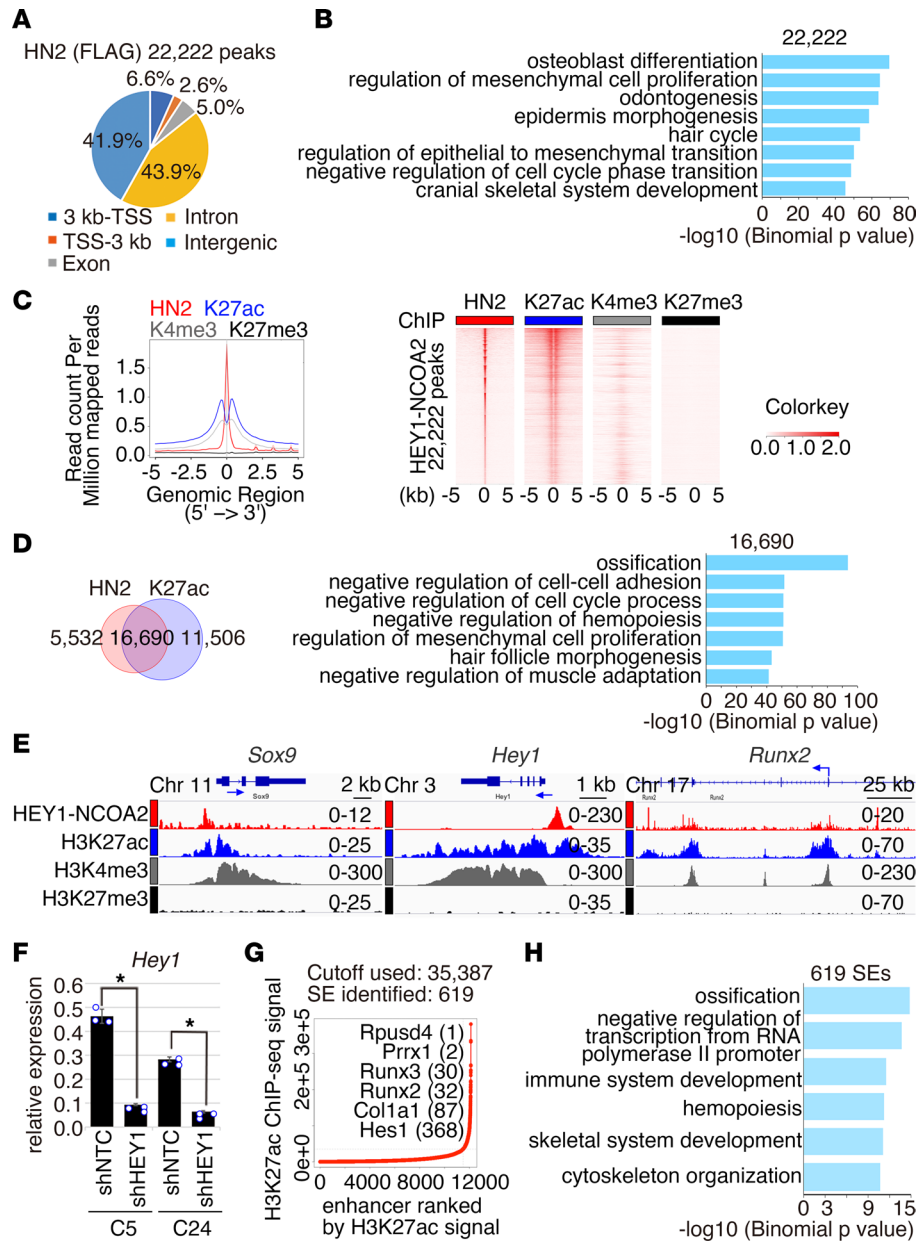 A
HN2 (FLAG) 22,222 peaks
6.6%
2.6%
5.0%
41.9%
43.9%
3 kb-TSS
Intron
TSS-3 kb
Intergenic
Exon
B
22,222
osteoblast differentiation
regulation of mesenchymal cell proliferation
odontogenesis
epidermis morphogenesis
hair cycle
regulation of epithelial to mesenchymal transition
negative regulation of cell cycle phase transition
cranial skeletal system development
0 20 40 60 80
-log10 (Binomial p value)
C
HN2 K27ac
K4me3 K27me3
Read count Per
Million mapped reads
1.5
1.0
0.5
0.0
-5 -2.5 0 2.5 5
Genomic Region
(5' –> 3')
HN2 K27ac K4me3 K27me3
ChIP
HEY1-NCOA2
22,222 peaks
(kb) -5 0 5 -5 0 5 -5 0 5 -5 0 5
Colorkey
0.0 1.0 2.0
D
HN2 K27ac
5,532 16,690 11,506
16,690
ossification
negative regulation of cell-cell adhesion
negative regulation of cell cycle process
negative regulation of hemopoiesis
regulation of mesenchymal cell proliferation
hair follicle morphogenesis
negative regulation of muscle adaptation
0 20 40 60 80 100
-log10 (Binomial p value)
E
Sox9 Hey1 Runx2
Chr 11 2 kb Chr 3 1 kb Chr 17 25 kb
Sox9 Hey1 Runx2 Runx2
HEY1-NCOA2 0-12 0-230 0-20
H3K27ac 0-25 0-35 0-70
H3K4me3 0-300 0-300 0-230
H3K27me3 0-25 0-35 0-70
F
Hey1
relative expression
0.6
0.5
0.4
0.3
0.2
0.1
0.0
* *
shNTC shHEY1 shNTC shHEY1
C5 C24
G
Cutoff used: 35,387
SE identified: 619
H3K27ac ChIP-seq signal
3e+5
2e+5
0e+0
Rpusd4 (1)
Prrx1 (2)
Runx3 (30)
Runx2 (32)
Col1a1 (87)
Hes1 (368)
0 4000 8000 12000
enhancer ranked
by H3K27ac signal
H
619 SEs
ossification
negative regulation of
transcription from RNA
polymerase II promoter
immune system development
hemopoiesis
skeletal system development
cytoskeleton organization
0 3 9 15
-log10 (Binomial p value)